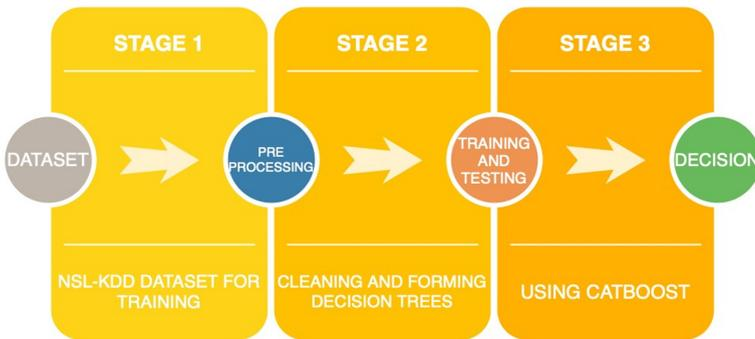 STAGE 1
STAGE 2
STAGE 3
DATASET
PRE
PROCESSING
TRAINING
AND
TESTING
DECISION
NSL-KDD DATASET FOR
TRAINING
CLEANING AND FORMING
DECISION TREES
USING CATBOOST